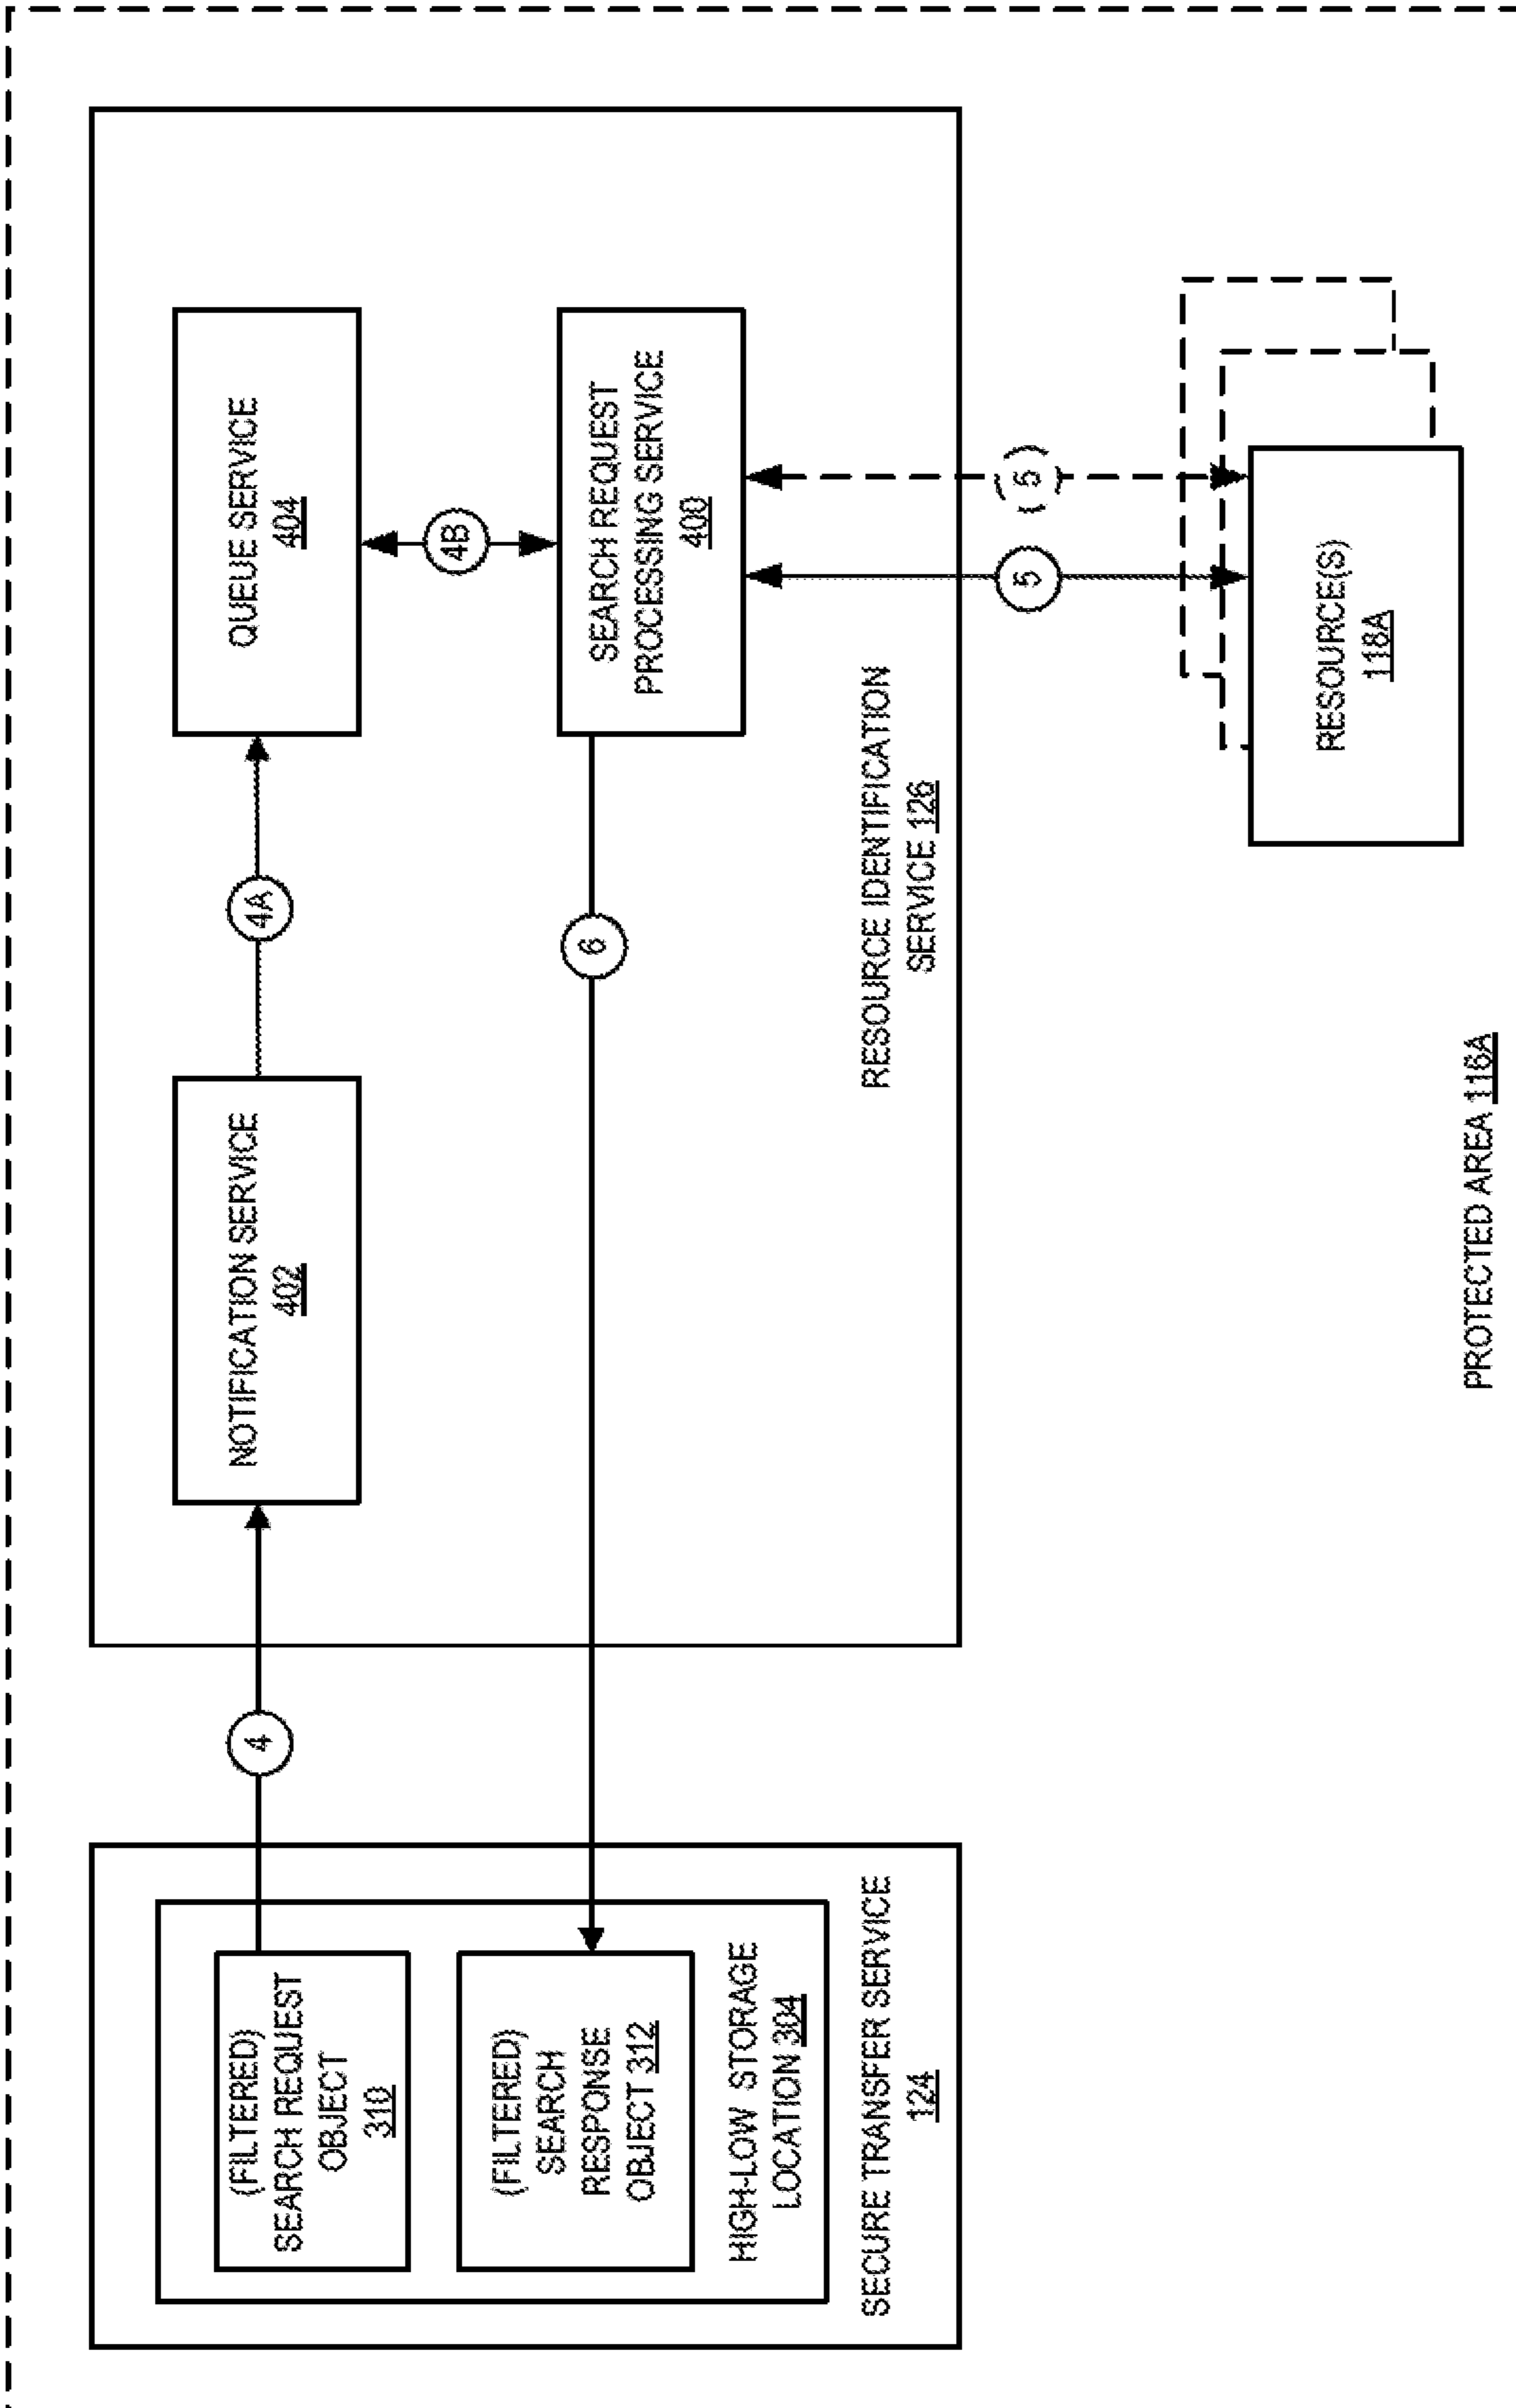 (FILTERED)
SEARCH REQUEST
OBJECT
310
(FILTERED)
SEARCH
RESPONSE
OBJECT 312
HIGH-LOW STORAGE
LOCATION 304
SECURE TRANSFER SERVICE
124
4
NOTIFICATION SERVICE
402
4A
QUEUE SERVICE
404
4B
SEARCH REQUEST
PROCESSING SERVICE
400
6
RESOURCE IDENTIFICATION
SERVICE 126
5
( 5 )
RESOURCE(S)
118A
PROTECTED AREA 116A